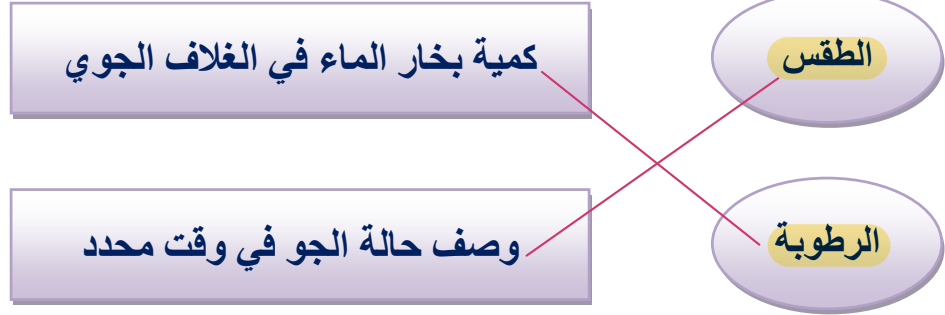 الطقس
كمية بخار الماء في الغلاف الجوي
الرطوبة
وصف حالة الجو في وقت محدد